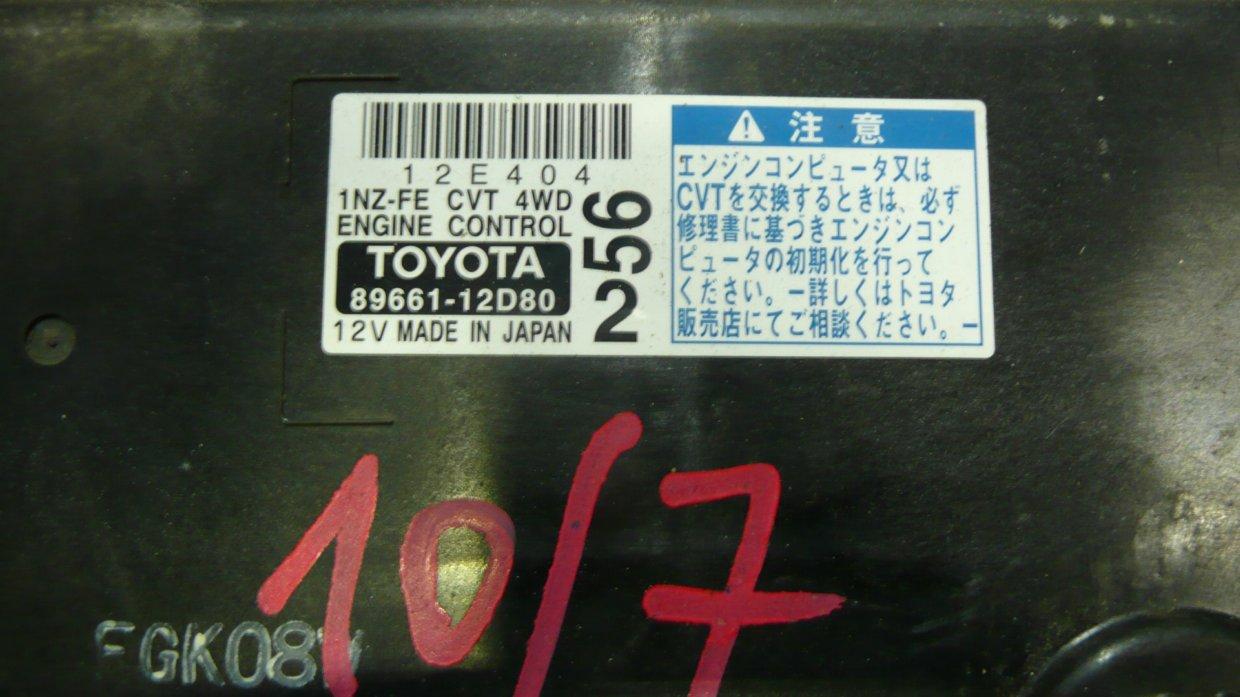 12E404
1NZ-FE CVT 4WD
ENGINE CONTROL
TOYOTA
89661-12D80
12V MADE IN JAPAN
256
注意
エンジンコンピュータ又は
CVTを交換するときは、必ず
修理書に基づきエンジンコン
ピュータの初期化を行って
ください。ー詳しくはトヨタ
販売店にてご相談ください。ー
10/7